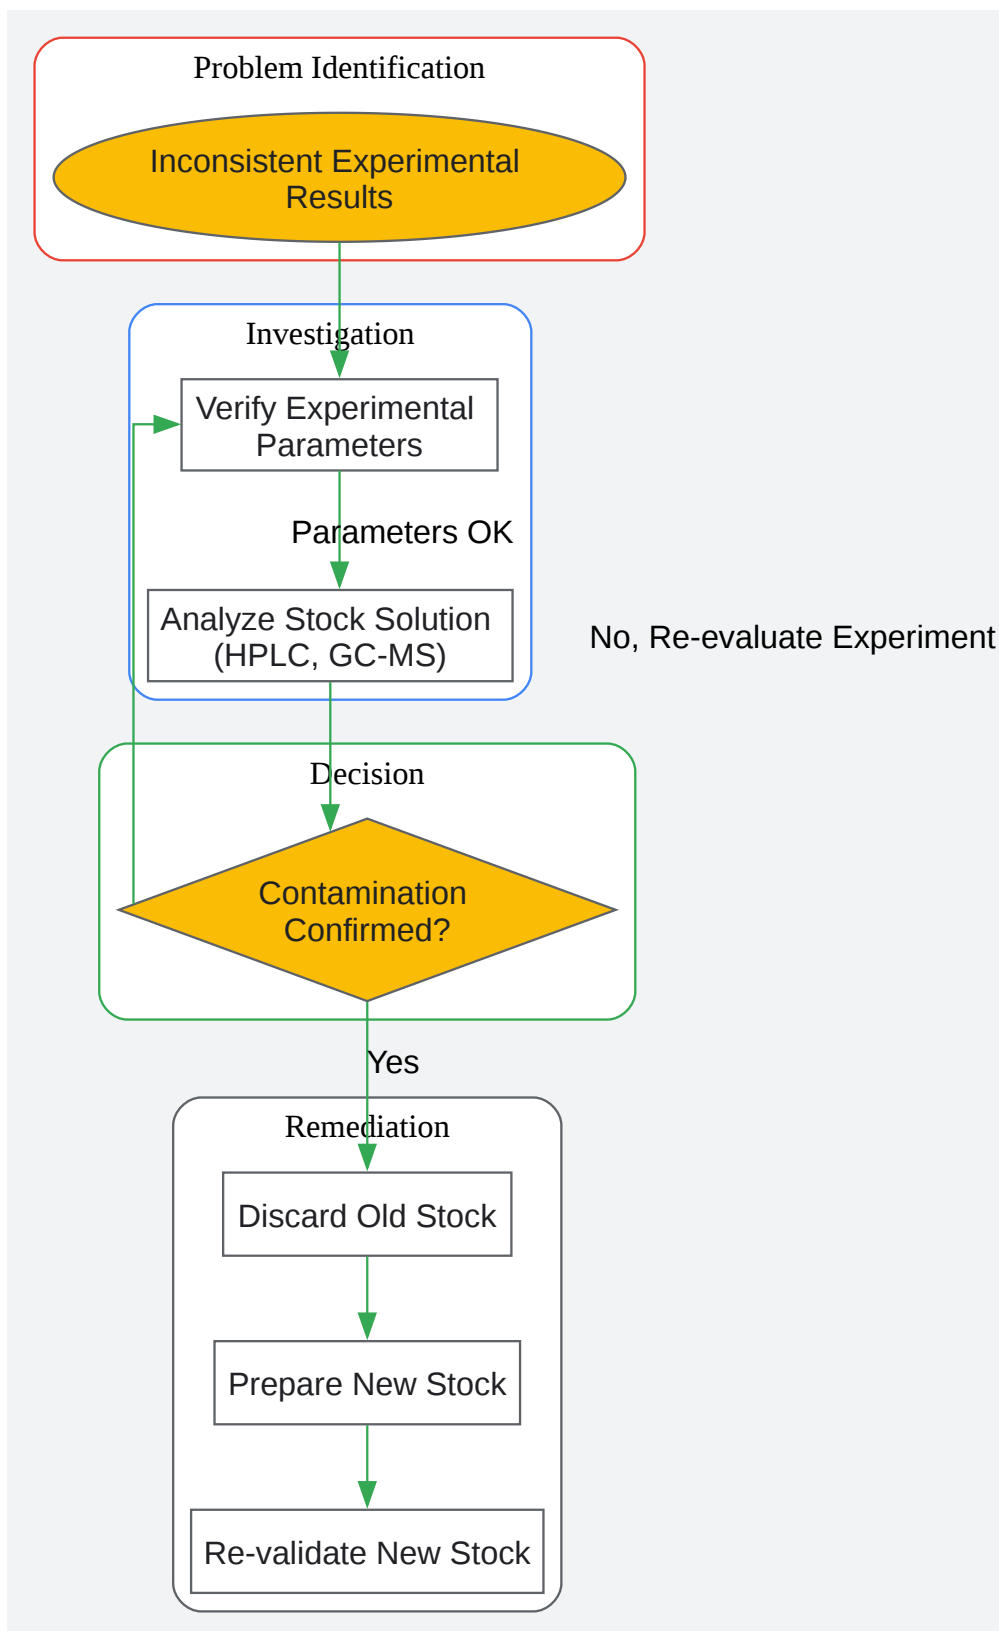 Problem Identification
Inconsistent Experimental
Results
Investigation
Verify Experimental
Parameters
Parameters OK
Analyze Stock Solution
(HPLC, GC-MS)
No, Re-evaluate Experiment
Decision
Contamination
Confirmed?
Yes
Remediation
Discard Old Stock
Prepare New Stock
Re-validate New Stock